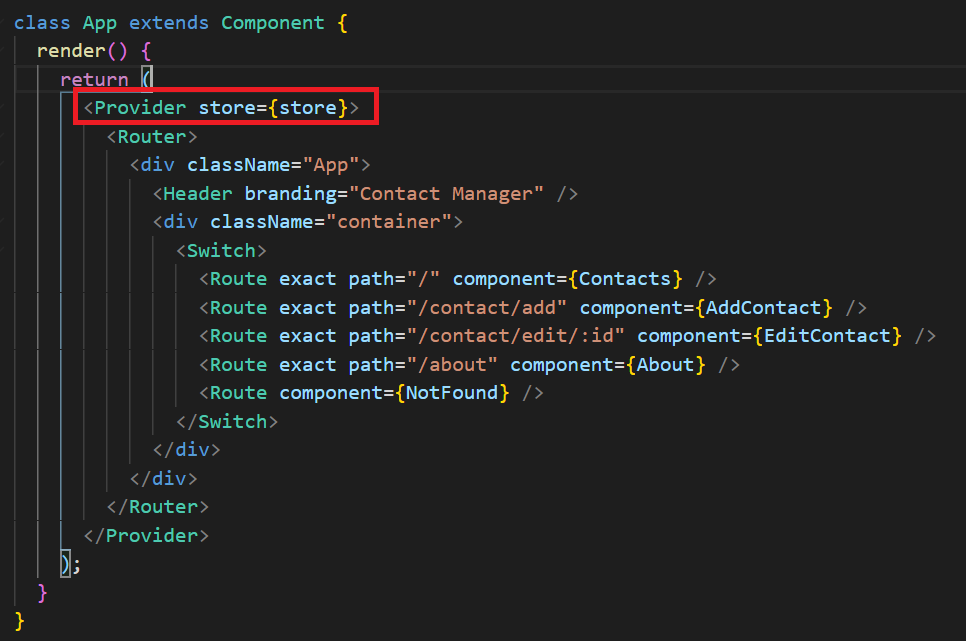 class App extends Component {
render() {
return (
<Provider store={store}>
<Router>
<div className="App">
<Header branding="Contact Manager" />
<div className="container">
<Switch>
<Route exact path="/" component={Contacts} />
<Route exact path="/contact/add" component={AddContact} />
<Route exact path="/contact/edit/:id" component={EditContact} />
<Route exact path="/about" component={About} />
<Route component={NotFound} />
</Switch>
</div>
</div>
</Router>
</Provider>
);
}
}